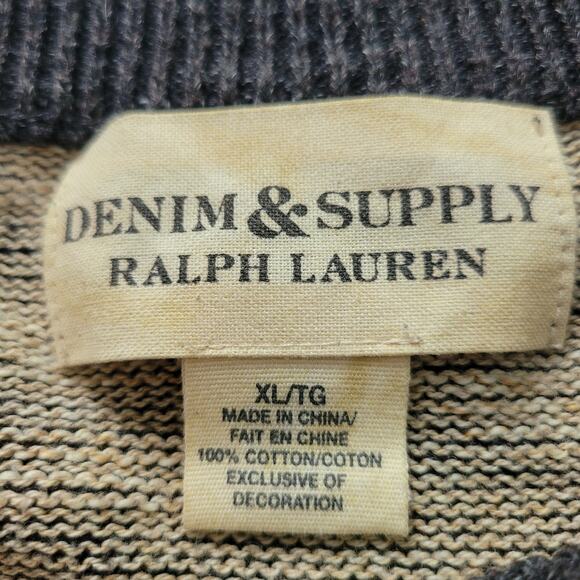 DENIM & SUPPLY
RALPH LAUREN
XL/TG
MADE IN CHINA/
FAIT EN CHINE
100% COTTON/COTON
EXCLUSIVE OF
DECORATION